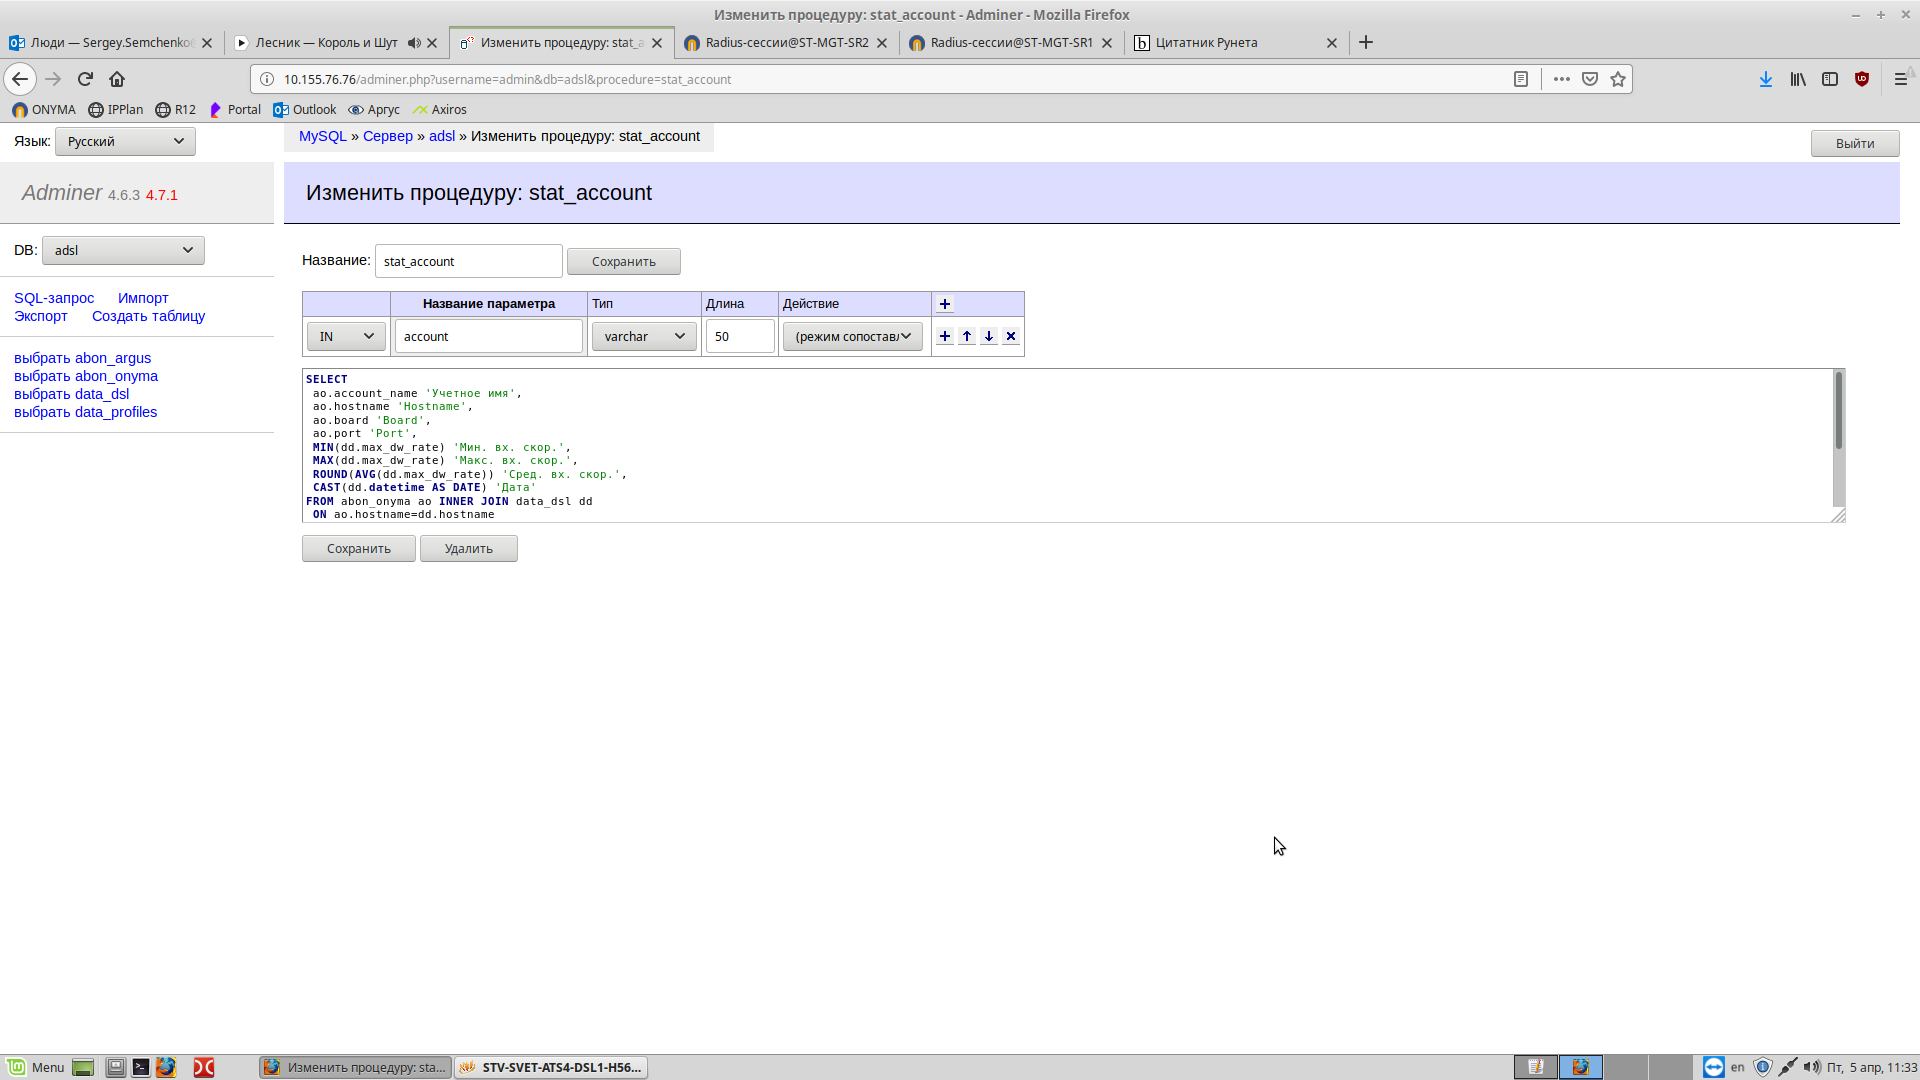 Изменить процедуру: stat_account - Adminer - Mozilla Firefox
Люди — Sergey.Semchenko
Лесник — Король и Шут
Изменить процедуру: stat_a
Radius-сессии@ST-MGT-SR2
Radius-сессии@ST-MGT-SR1
Цитатник Рунета
10.155.76.76/adminer.php?username=admin&db=adsl&procedure=stat_account
ONYMA IPPlan R12 Portal Outlook Аргус Axiros
Язык: Русский
MySQL » Сервер » adsl » Изменить процедуру: stat_account
Выйти
Adminer 4.6.3 4.7.1
Изменить процедуру: stat_account
DB: adsl
Название: stat_account Сохранить
SQL-запрос Импорт
Экспорт Создать таблицу
выбрать abon_argus
выбрать abon_onyma
выбрать data_dsl
выбрать data_profiles
Название параметра Тип Длина Действие
IN account varchar 50 (режим сопостав
SELECT
ao.account_name 'Учетное имя',
ao.hostname 'Hostname',
ao.board 'Board',
ao.port 'Port',
MIN(dd.max_dw_rate) 'Мин. вх. скор.',
MAX(dd.max_dw_rate) 'Макс. вх. скор.',
ROUND(AVG(dd.max_dw_rate)) 'Сред. вх. скор.',
CAST(dd.datetime AS DATE) 'Дата'
FROM abon_onyma ao INNER JOIN data_dsl dd
ON ao.hostname=dd.hostname
Сохранить Удалить
Menu
Изменить процедуру: sta...
STV-SVET-ATS4-DSL1-H56...
en
Пт, 5 апр, 11:33